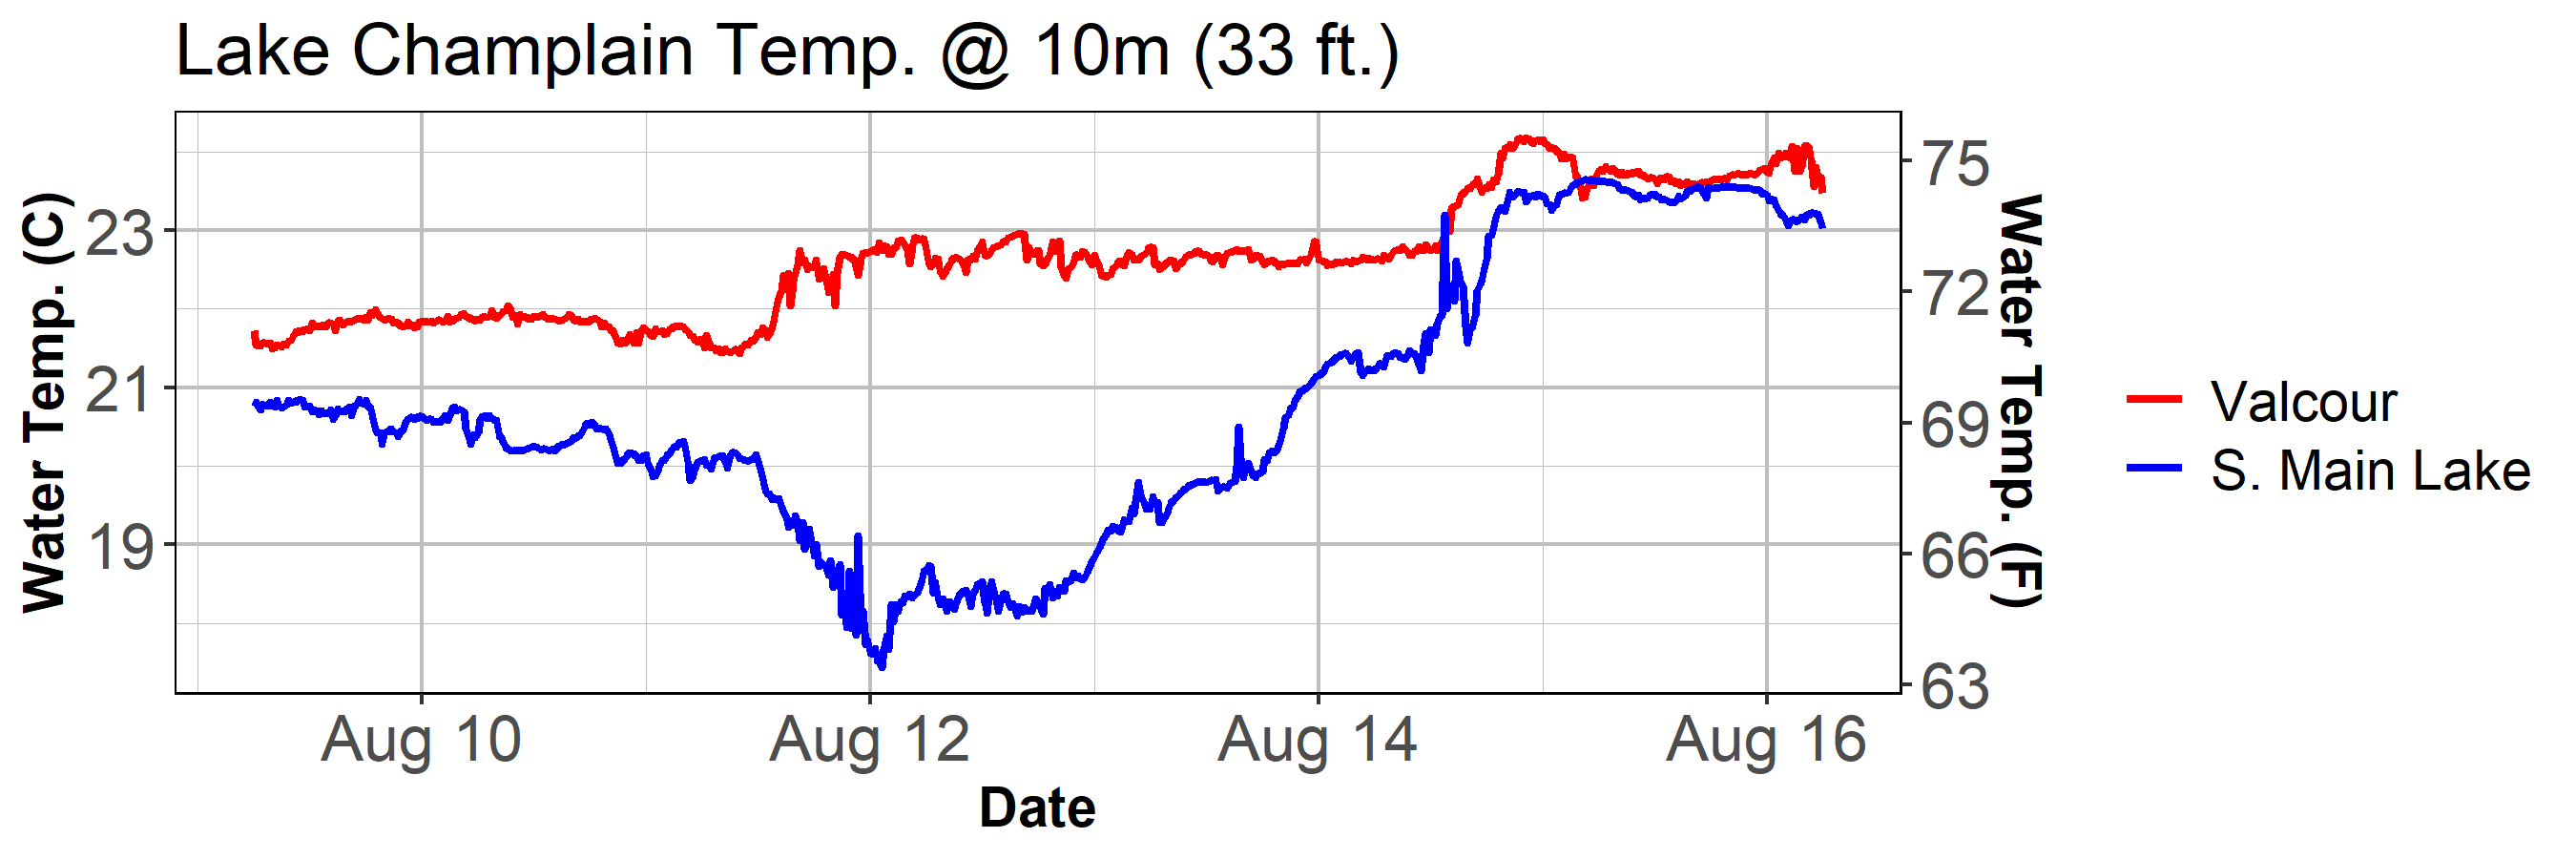 Lake Champlain Temp. @ 10m (33 ft.)
Water Temp. (C)
23
21
19
75
72
69
66
63
Water Temp. (F)
Aug 10
Aug 12
Aug 14
Aug 16
Date
Valcour
S. Main Lake